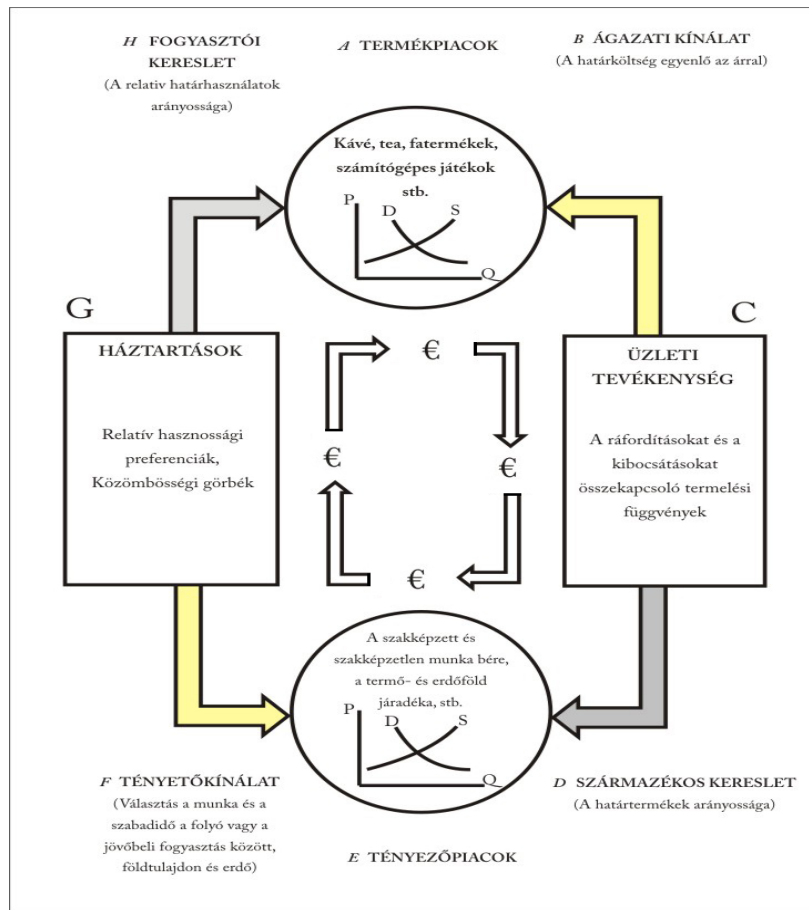 H FOGYASZTÓI
KERESLET
(A relativ határhasználatok
arányossága)
A TERMÉKPIACOK
B ÁGAZATI KÍNÁLAT
(A határköltség egyenlő az árral)
Kávé, tea, fatermékek,
számítógépes játékok
stb.
P
D
S
Q
G
HÁZTARTÁSOK
Relatív hasznossági
preferenciák,
Közömbösségi görbék
€
€
€
€
C
ÜZLETI
TEVÉKENYSÉG
A ráfordításokat és a
kibocsátásokat
összekapcsoló termelési
függvények
A szakképzett és
szakképzetlen munka bére,
a termő- és erdőföld
járadéka, stb.
P
D
S
Q
F TÉNYETŐKÍNÁLAT
(Választás a munka és a
szabadidő a folyó vagy a
jövőbeli fogyasztás között,
földtulajdon és erdő)
D SZÁRMAZÉKOS KERESLET
(A határtermékek arányossága)
E TÉNYEZŐPIACOK